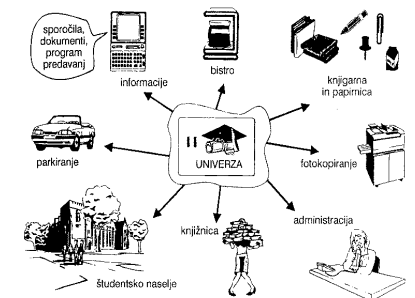 sporočila,
dokumenti,
program
predavanj
informacije
bistro
knjigarna
in papirnica
parkiranje
UNIVERZA
fotokopiranje
knjižnica
administracija
študentsko naselje